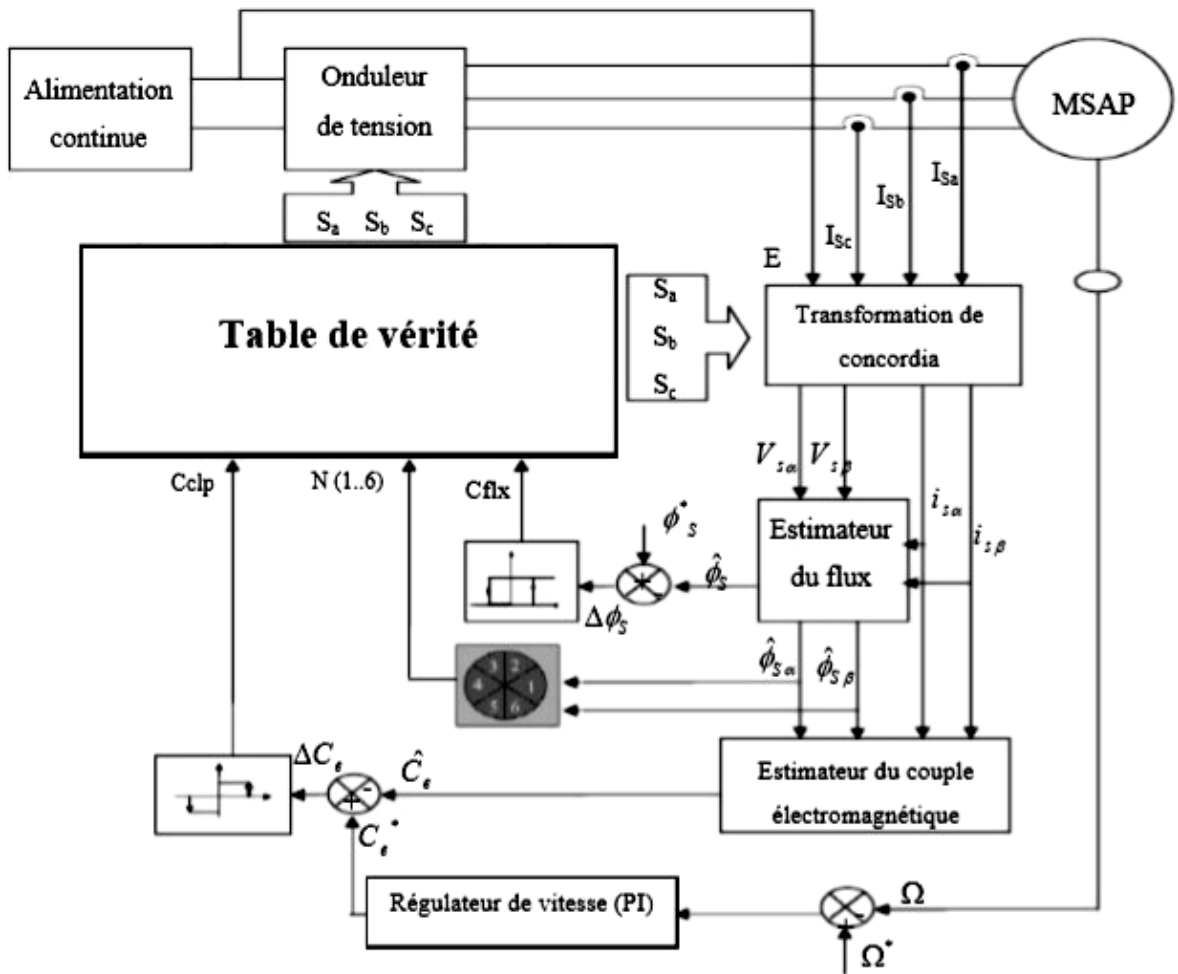 Alimentation
continue
Onduleur
de tension
MSAP
S_a S_b S_c
I_Sa
I_Sb
I_Sc
E
Table de vérité
S_a
S_b
S_c
Transformation de
concordia
V_sα V_sβ
i_sα
i_sβ
Cclp
N (1..6)
Cflx
ϕ*_S
Estimateur
du flux
ϕ̂_S
Δϕ_S
+
-
3 2
4 1
5 6
ϕ̂_Sα ϕ̂_Sβ
ΔC_e
Ĉ_e
+
-
C_e*
Estimateur du couple
électromagnétique
Régulateur de vitesse (PI)
Ω
-
+
Ω*